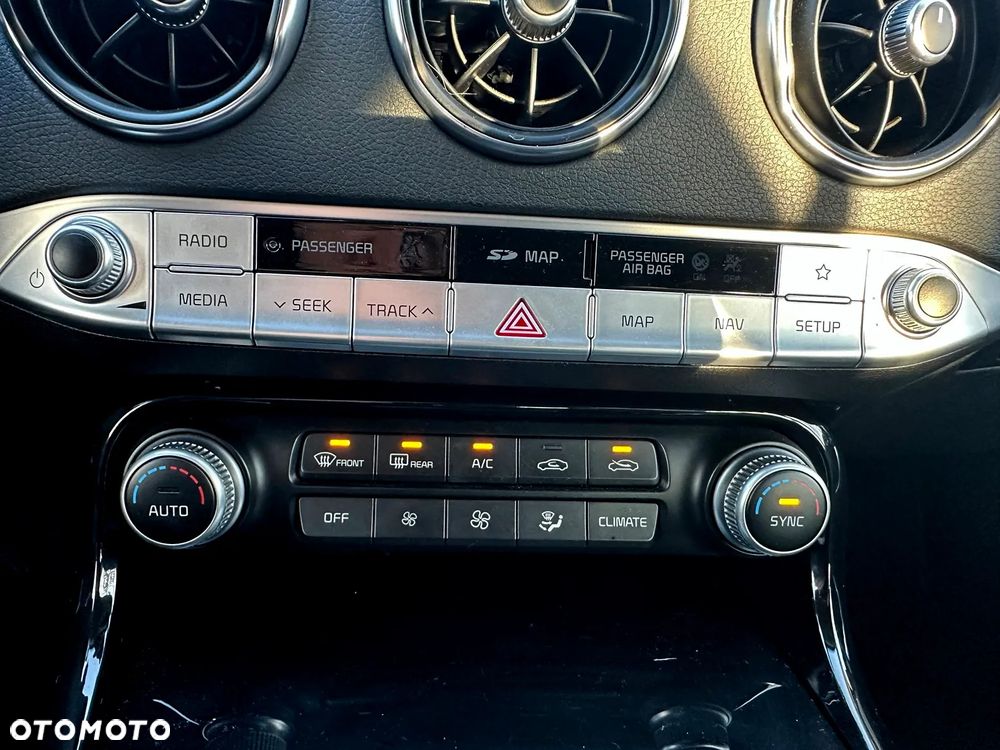 RADIO
PASSENGER
SD MAP
PASSENGER
AIR BAG
MEDIA
SEEK
TRACK
MAP
NAV
SETUP
FRONT
REAR
A/C
AUTO
OFF
CLIMATE
SYNC
OTOMOTO